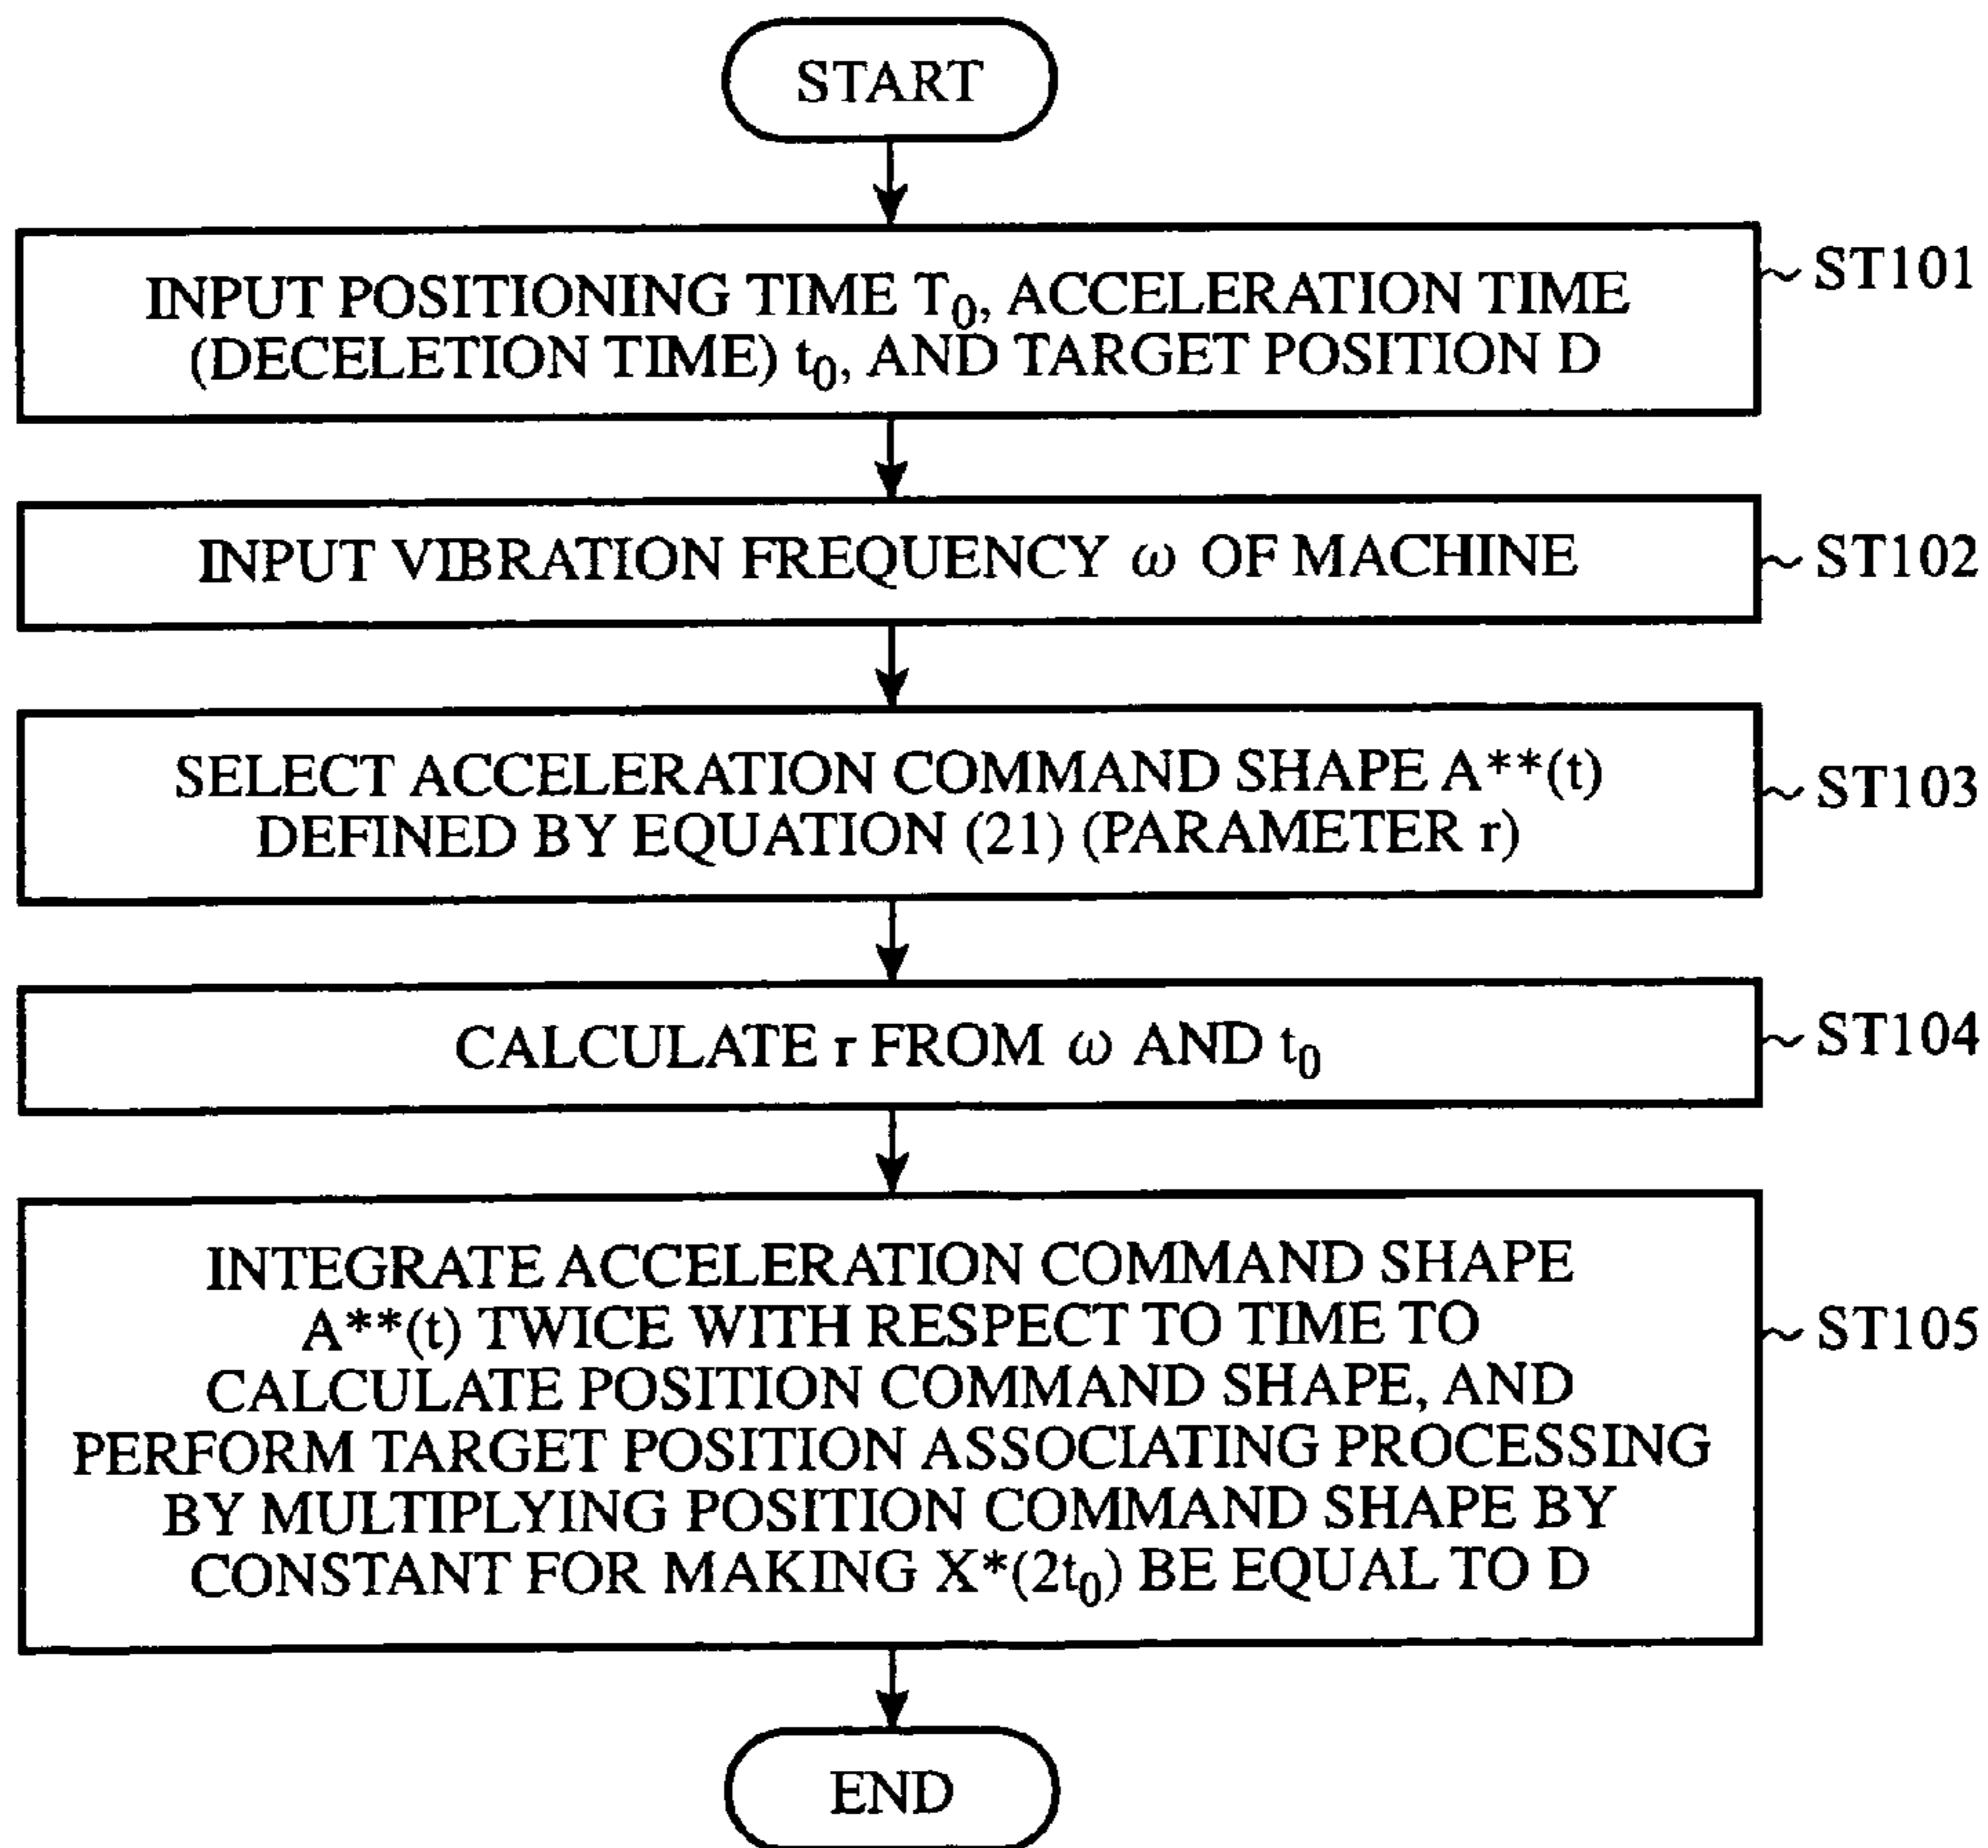 START
INPUT POSITIONING TIME T₀, ACCELERATION TIME
(DECELETION TIME) t₀, AND TARGET POSITION D
~ST101
INPUT VIBRATION FREQUENCY ω OF MACHINE
~ST102
SELECT ACCELERATION COMMAND SHAPE A**(t)
DEFINED BY EQUATION (21) (PARAMETER r)
~ST103
CALCULATE r FROM ω AND t₀
~ST104
INTEGRATE ACCELERATION COMMAND SHAPE
A**(t) TWICE WITH RESPECT TO TIME TO
CALCULATE POSITION COMMAND SHAPE, AND
PERFORM TARGET POSITION ASSOCIATING PROCESSING
BY MULTIPLYING POSITION COMMAND SHAPE BY
CONSTANT FOR MAKING X*(2t₀) BE EQUAL TO D
~ST105
END